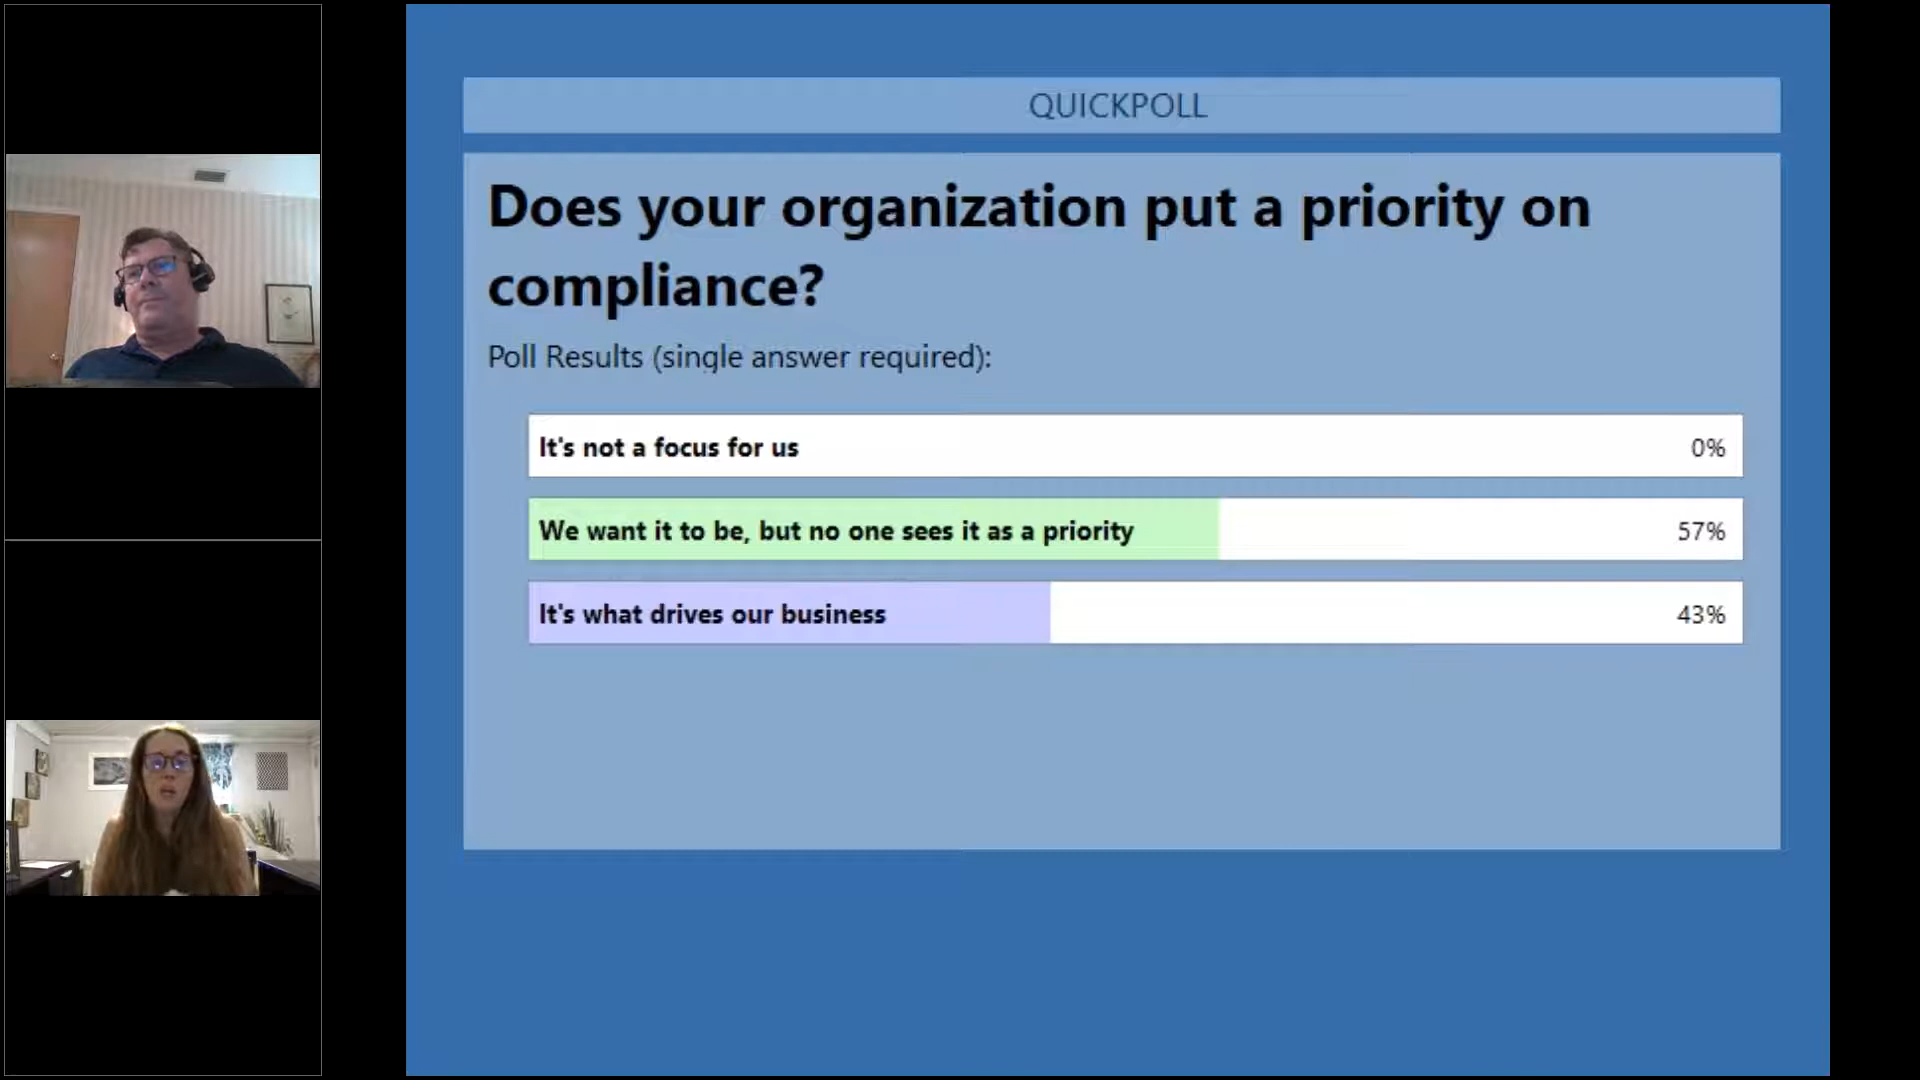 QUICKPOLL
Does your organization put a priority on
compliance?
Poll Results (single answer required):
It's not a focus for us 0%
We want it to be, but no one sees it as a priority 57%
It's what drives our business 43%